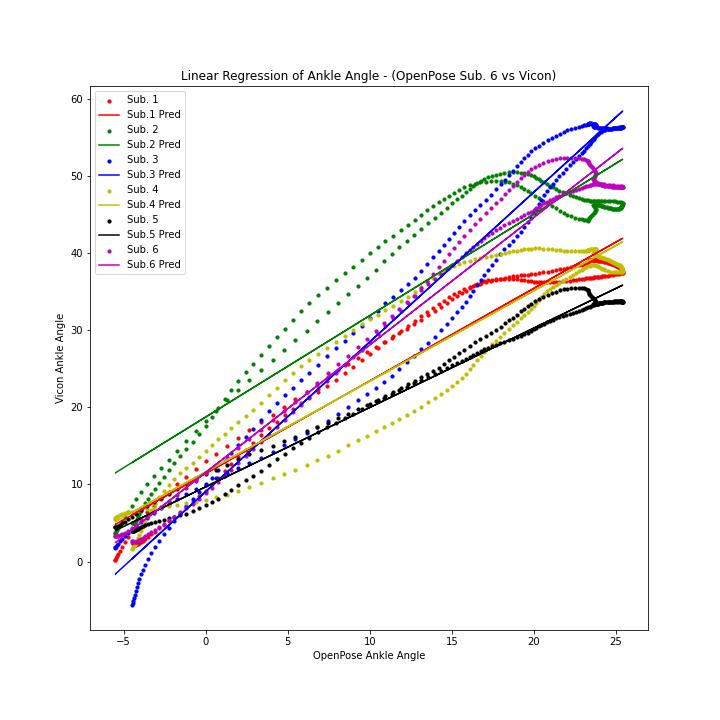 Linear Regression of Ankle Angle - (OpenPose Sub. 6 vs Vicon)
Sub. 1
Sub.1 Pred
Sub. 2
Sub.2 Pred
Sub. 3
Sub.3 Pred
Sub. 4
Sub.4 Pred
Sub. 5
Sub.5 Pred
Sub. 6
Sub.6 Pred
60
50
40
30
20
10
0
Vicon Ankle Angle
−5 0 5 10 15 20 25
OpenPose Ankle Angle